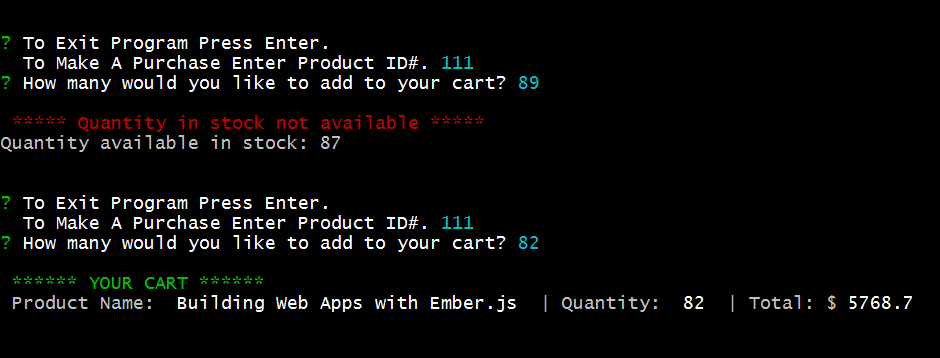 ? To Exit Program Press Enter.
To Make A Purchase Enter Product ID#. 111
? How many would you like to add to your cart? 89
***** Quantity in stock not available *****
Quantity available in stock: 87
? To Exit Program Press Enter.
To Make A Purchase Enter Product ID#. 111
? How many would you like to add to your cart? 82
****** YOUR CART ******
Product Name:  Building Web Apps with Ember.js  | Quantity:  82  | Total: $ 5768.7